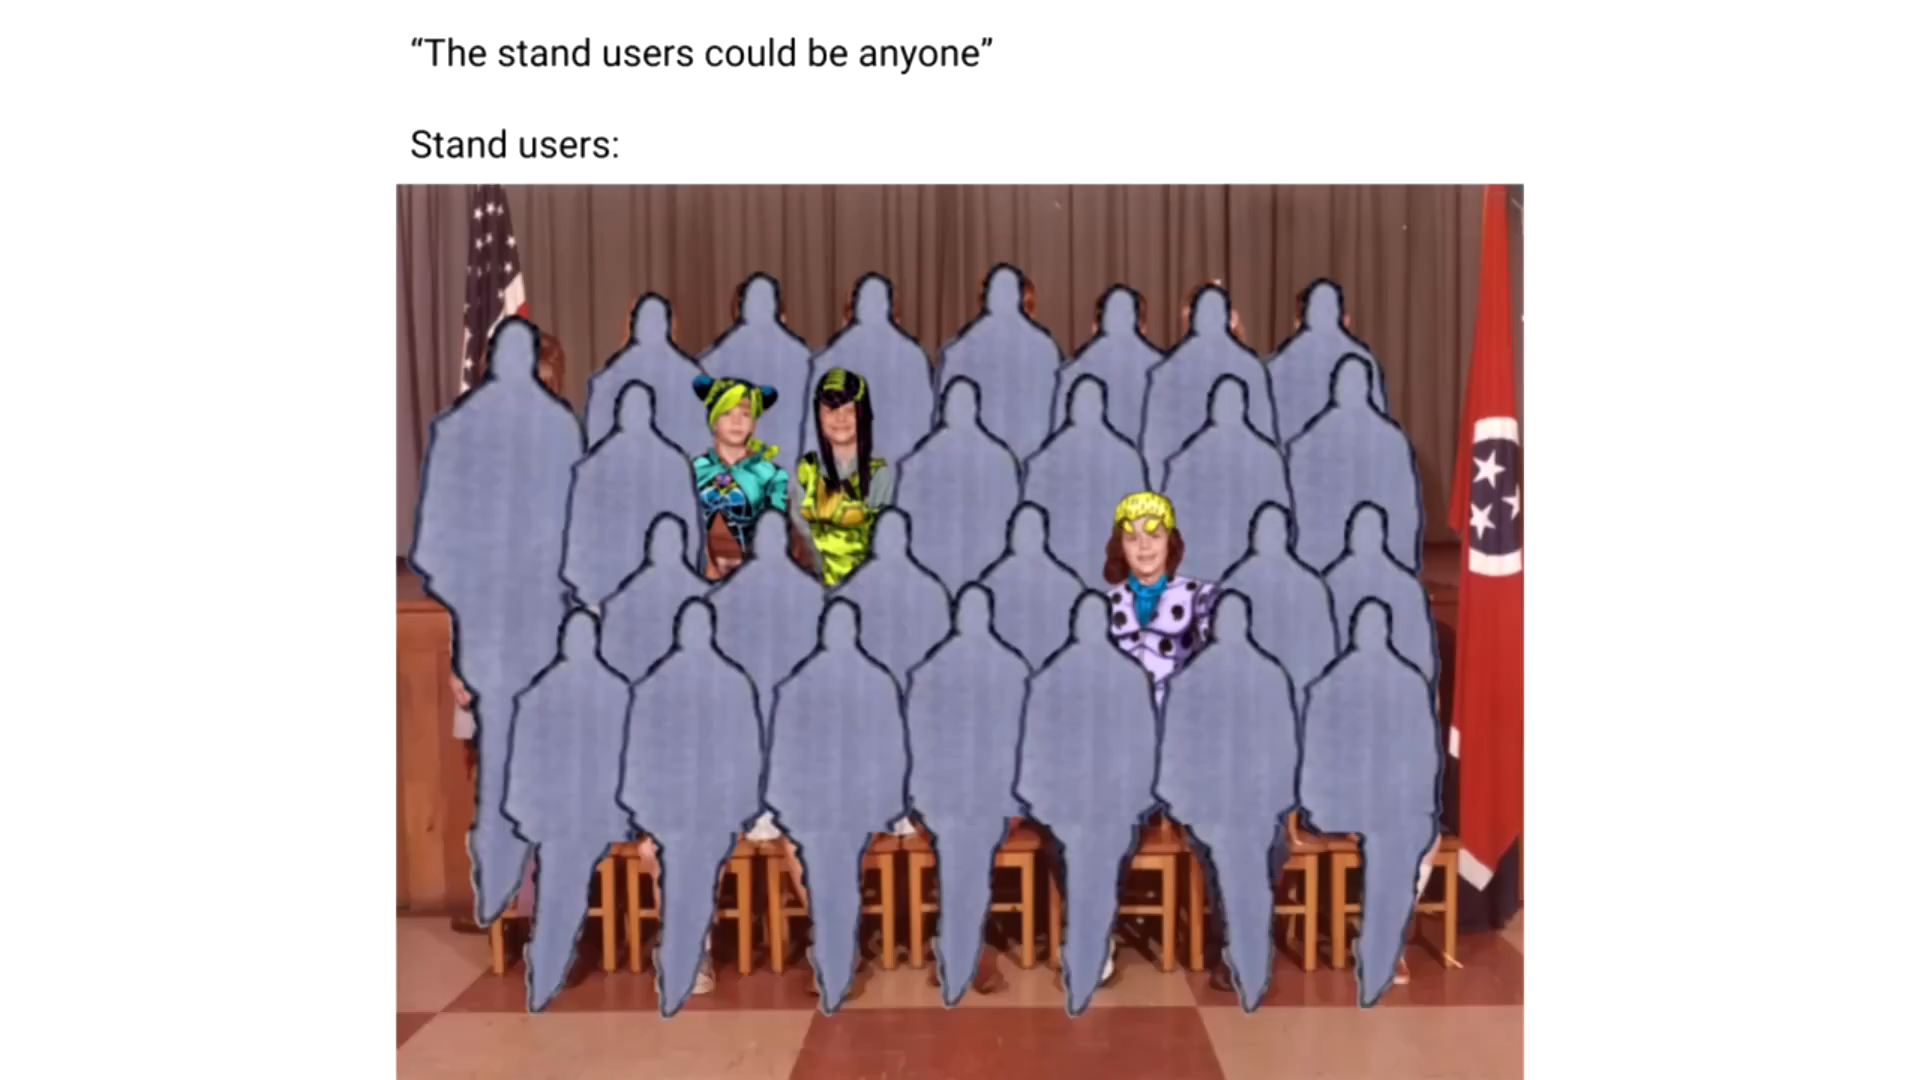 “The stand users could be anyone”
Stand users: